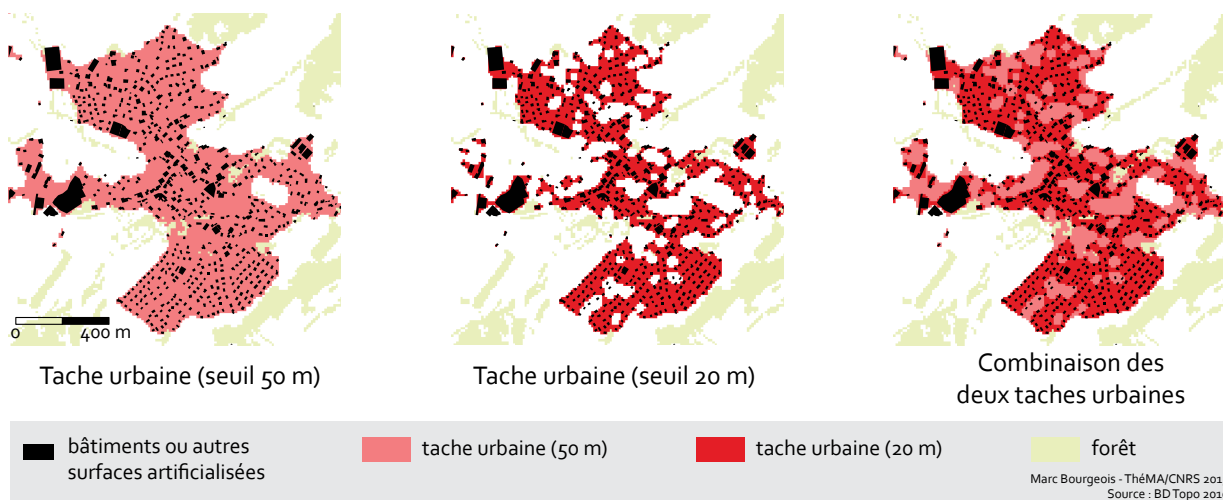 0 400 m
Tache urbaine (seuil 50 m)
Tache urbaine (seuil 20 m)
Combinaison des
deux taches urbaines
bâtiments ou autres
surfaces artificialisées
tache urbaine (50 m)
tache urbaine (20 m)
forêt
Marc Bourgeois - ThéMA/CNRS
Source : BD Topo